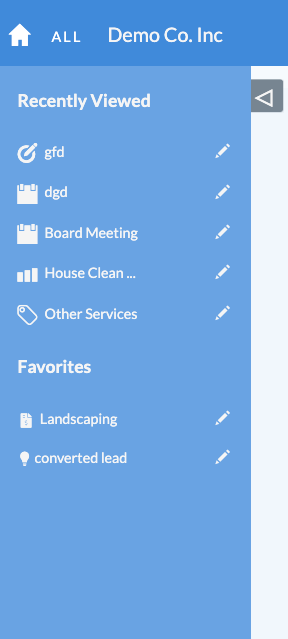 ALL Demo Co. Inc
Recently Viewed
gfd
dgd
Board Meeting
House Clean ...
Other Services
Favorites
Landscaping
converted lead